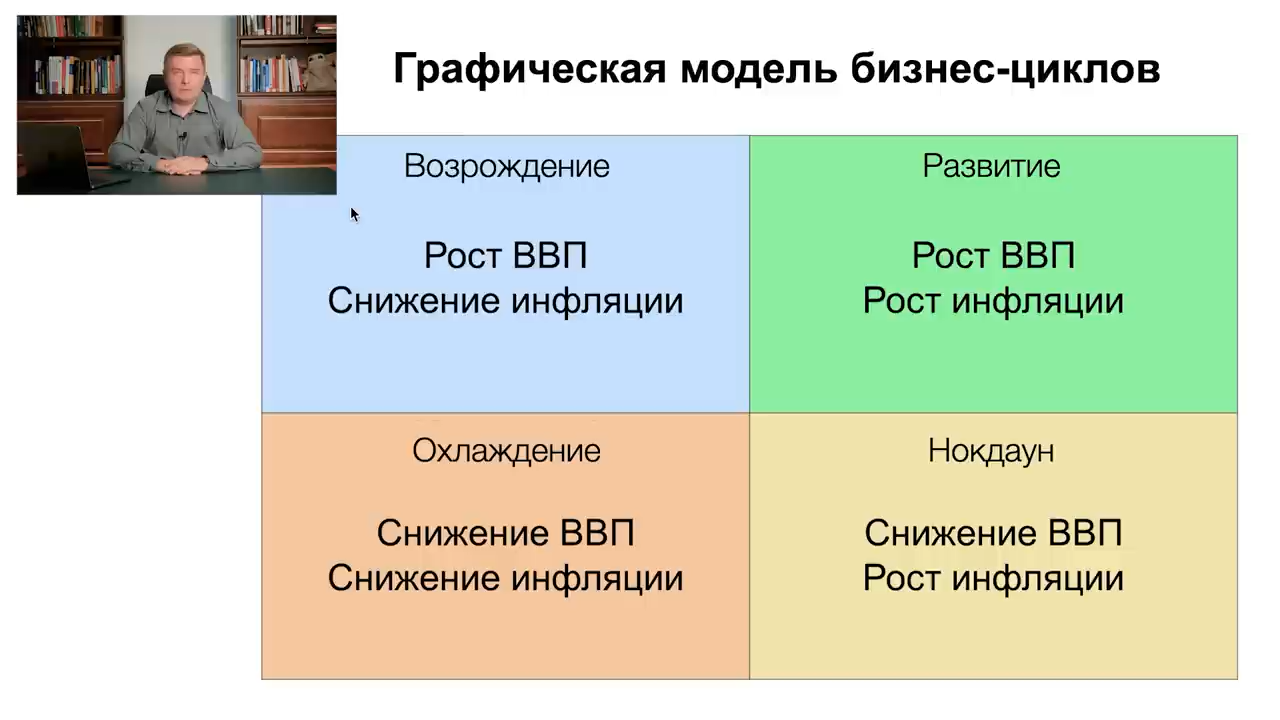 Графическая модель бизнес-циклов
Возрождение
Рост ВВП
Снижение инфляции
Развитие
Рост ВВП
Рост инфляции
Охлаждение
Снижение ВВП
Снижение инфляции
Нокдаун
Снижение ВВП
Рост инфляции